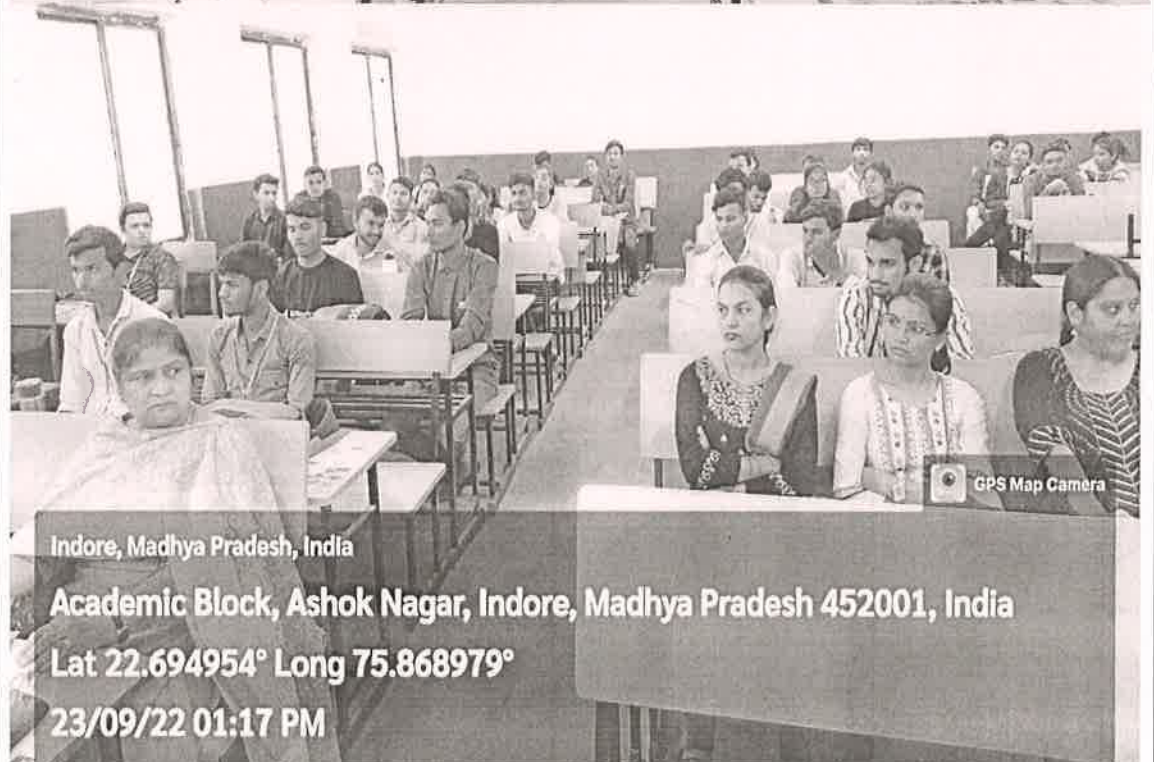 GPS Map Camera
Indore, Madhya Pradesh, India
Academic Block, Ashok Nagar, Indore, Madhya Pradesh 452001, India
Lat 22.694954° Long 75.868979°
23/09/22 01:17 PM